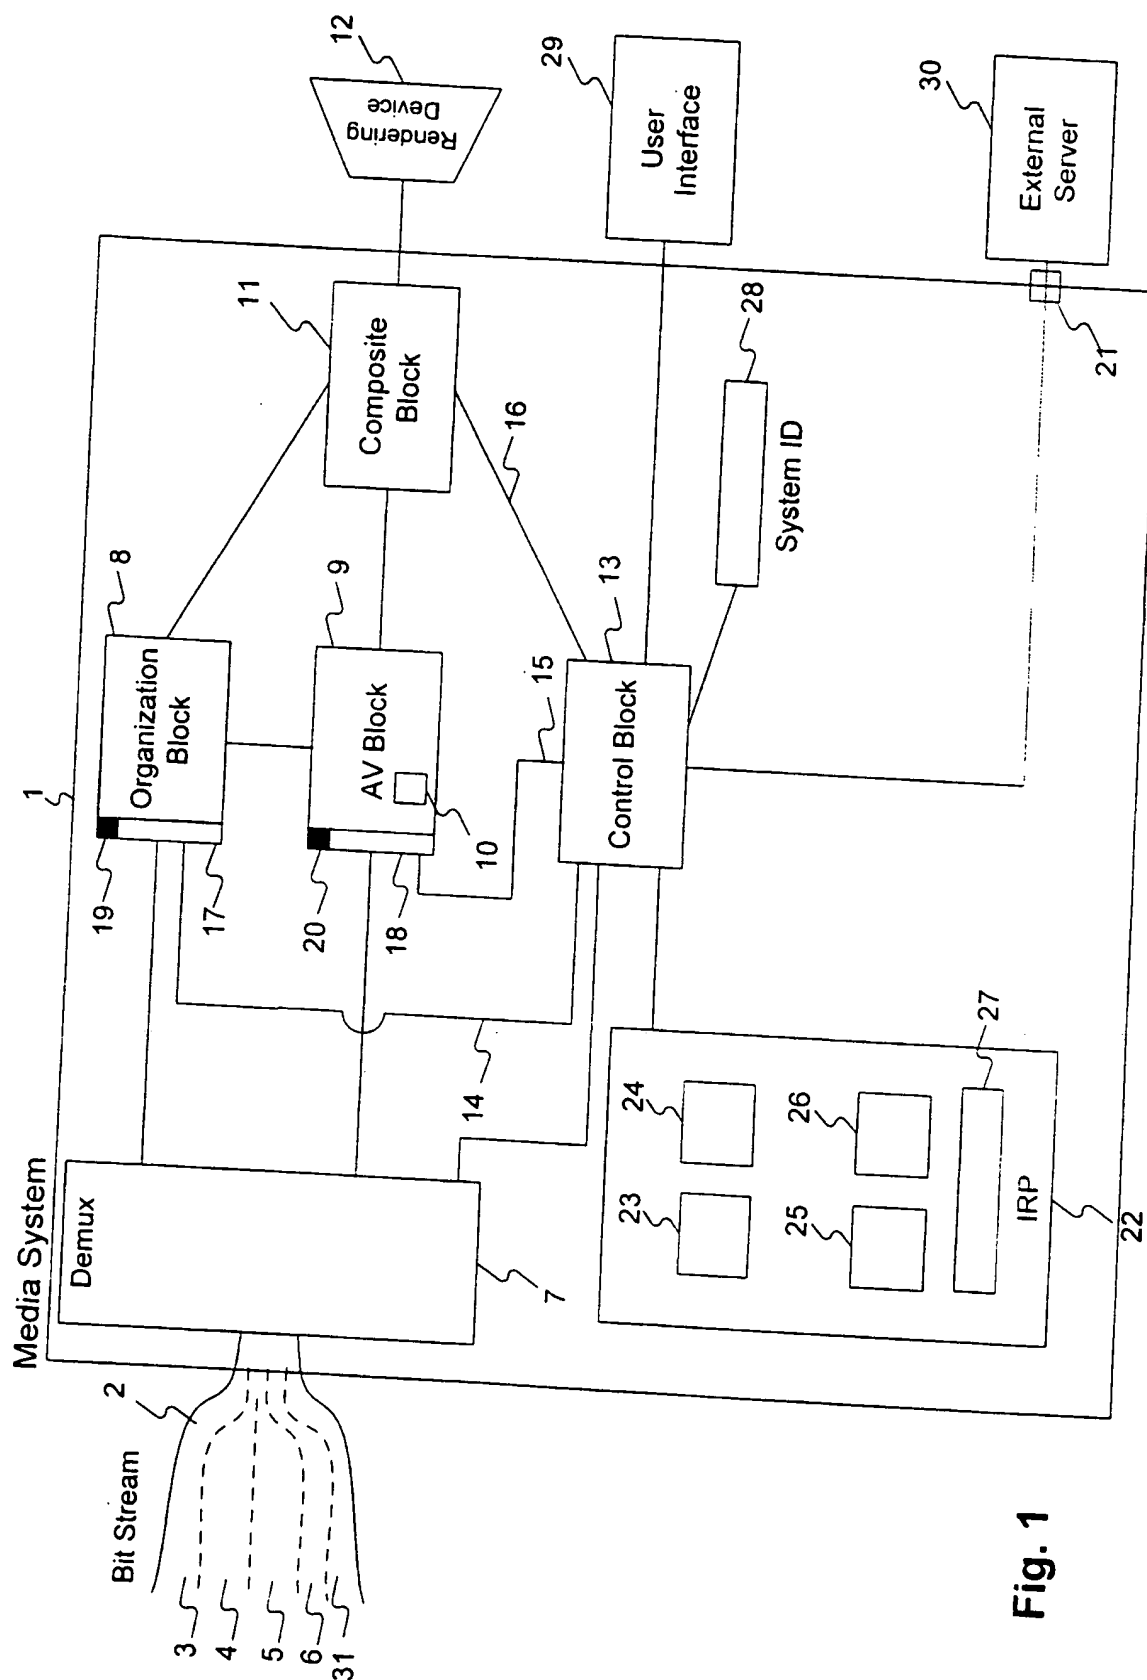 Media System
1
Bit Stream
2
3
4
5
6
31
Demux
7
19
17
Organization
Block
8
20
18
AV Block
9
10
11
Composite
Block
12
Rendering
Device
14
15
16
Control Block
13
29
User
Interface
28
System ID
30
External
Server
21
23
24
25
26
27
IRP
22
Fig. 1